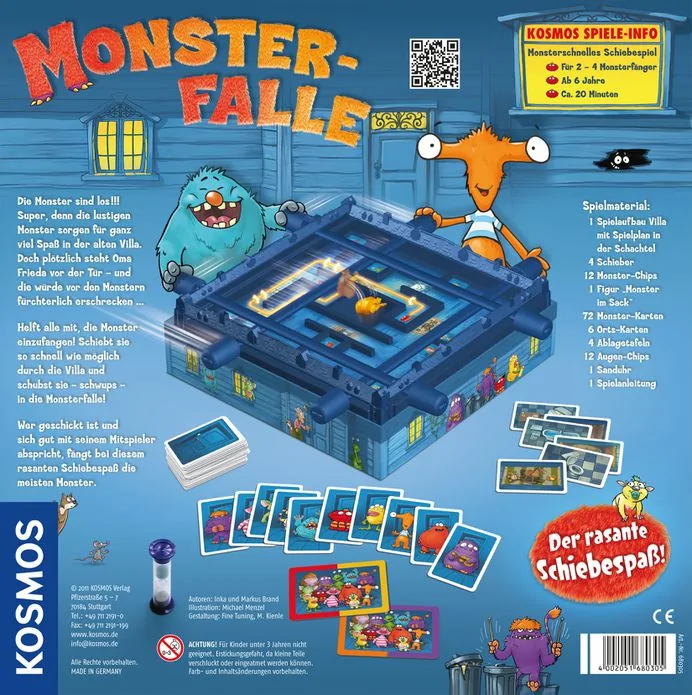 MONSTER-
FALLE
KOSMOS SPIELE-INFO
Monsterschnelles Schiebespiel
Für 2 – 4 Monsterfänger
Ab 6 Jahre
Ca. 20 Minuten
Die Monster sind los!!!
Super, denn die lustigen
Monster sorgen für ganz
viel Spaß in der alten Villa.
Doch plötzlich steht Oma
Frieda vor der Tür – und
die würde vor den Monstern
fürchterlich erschrecken ...
Helft alle mit, die Monster
einzufangen! Schiebt sie
so schnell wie möglich
durch die Villa und
schubst sie – schwups –
in die Monsterfalle!
Wer geschickt ist und
sich gut mit seinem Mitspieler
abspricht, fängt bei diesem
rasanten Schiebespaß die
meisten Monster.
Spielmaterial:
1 Spielaufbau Villa
mit Spielplan in
der Schachtel
4 Schieber
12 Monster-Chips
1 Figur „Monster
im Sack"
72 Monster-Karten
6 Orts-Karten
4 Ablagetafeln
12 Augen-Chips
1 Sanduhr
1 Spielanleitung
Der rasante
Schiebespaß!
KOSMOS
© 2011 KOSMOS Verlag
Pfizerstraße 5 – 7
70184 Stuttgart
Tel.: +49 711 2191-0
Fax: +49 711 2191-199
www.kosmos.de
info@kosmos.de
Alle Rechte vorbehalten.
MADE IN GERMANY
Autoren: Inka und Markus Brand
Illustration: Michael Menzel
Gestaltung: Fine Tuning, M. Kienle
0-3
ACHTUNG! Für Kinder unter 3 Jahren nicht
geeignet. Erstickungsgefahr, da kleine Teile
verschluckt oder eingeatmet werden können.
Farb- und Inhaltsänderungen vorbehalten.
CE
Art.-Nr. 680305
4 002051 680305